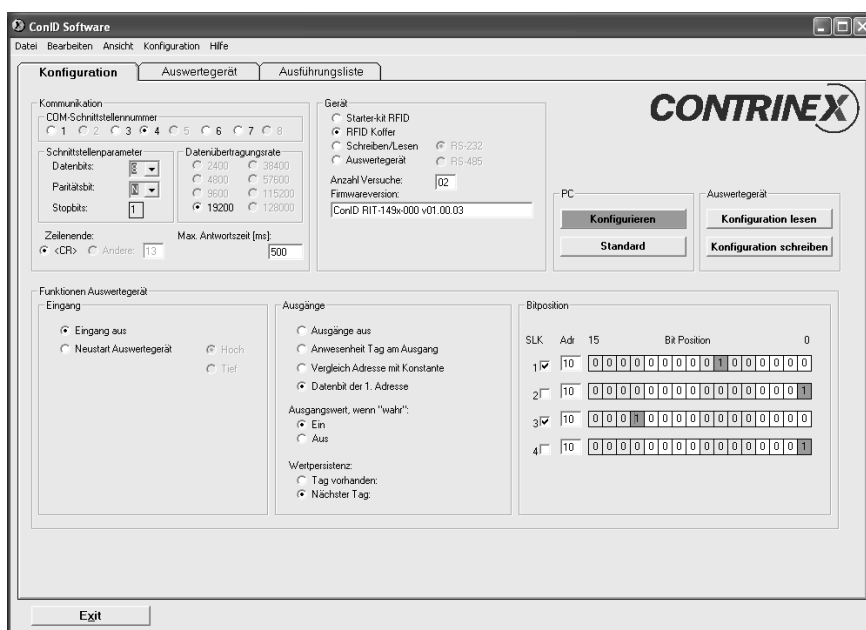 ConID Software
Datei Bearbeiten Ansicht Konfiguration Hilfe
Konfiguration Auswertegerät Ausführungsliste
Kommunikation
COM-Schnittstellennummer
1 2 3 4 5 6 7 8
Schnittstellenparameter
Datenbits: 8
Paritätsbit: N
Stopbits: 1
Datenübertragungsrate
2400 38400
4800 57600
9600 115200
19200 128000
Zeilenende:
<CR> Andere: 13
Max. Antwortszeit [ms]:
500
Gerät
Starter-kit RFID
RFID Koffer
Schreiben/Lesen RS-232
Auswertegerät RS-485
Anzahl Versuche: 02
Firmwareversion:
ConID RIT-149x-000 v01.00.03
CONTRINEX
PC
Konfigurieren
Standard
Auswertegerät
Konfiguration lesen
Konfiguration schreiben
Funktionen Auswertegerät
Eingang
Eingang aus
Neustart Auswertegerät Hoch
Tief
Ausgänge
Ausgänge aus
Anwesenheit Tag am Ausgang
Vergleich Adresse mit Konstante
Datenbit der 1. Adresse
Ausgangswert, wenn "wahr":
Ein
Aus
Wertpersistenz:
Tag vorhanden:
Nächster Tag:
Bitposition
SLK Adr 15 Bit Position 0
1 10 0 0 0 0 0 0 0 0 0 1 0 0 0 0 0 0
2 10 0 0 0 0 0 0 0 0 0 0 0 0 0 0 0 1
3 10 0 0 0 1 0 0 0 0 0 0 0 0 0 0 0 0
4 10 0 0 0 0 0 0 0 0 0 0 0 0 0 0 0 1
Exit